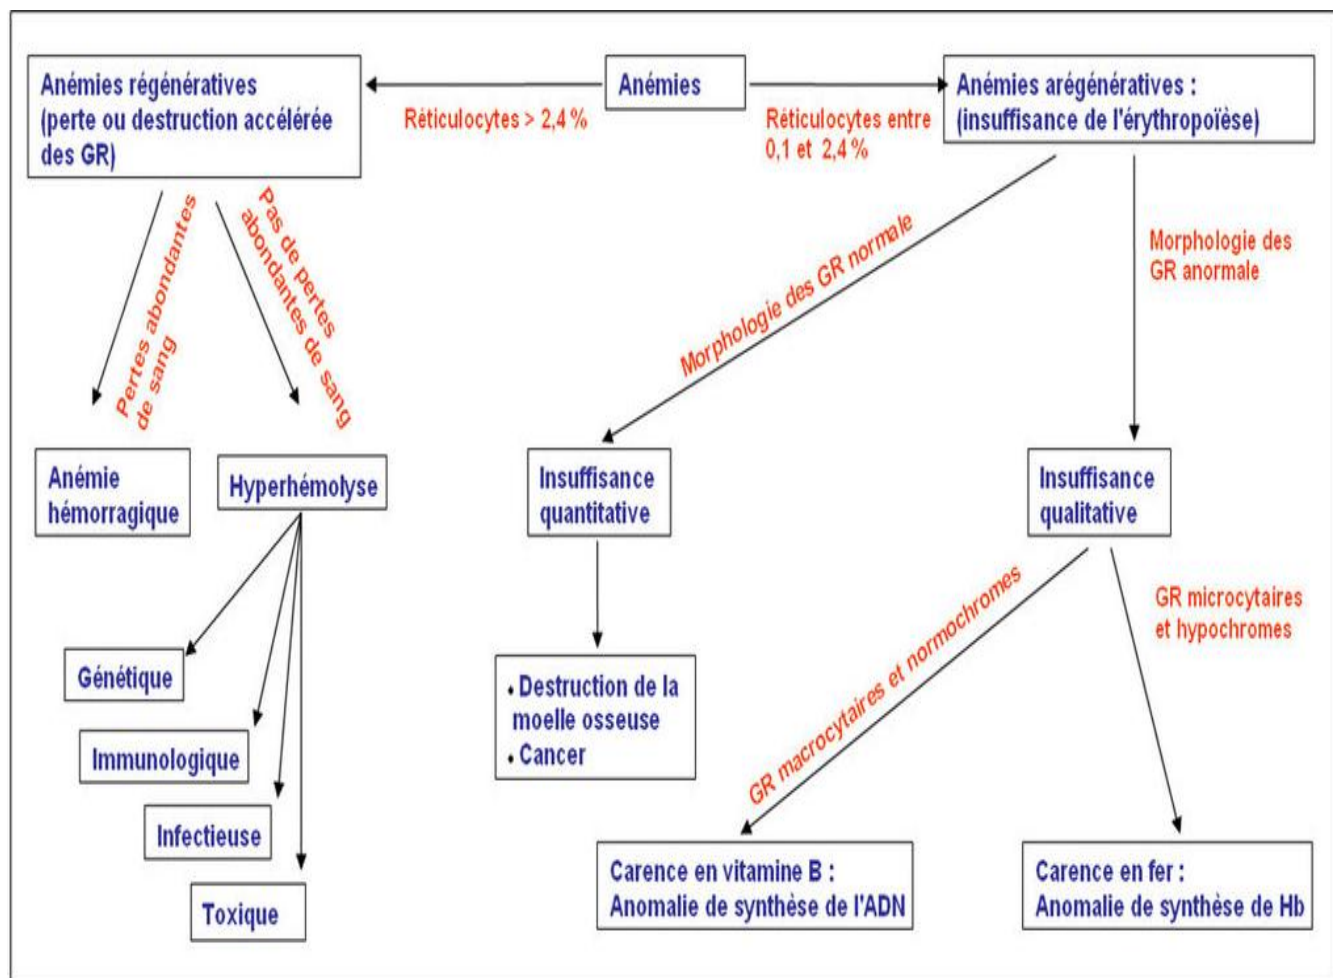 Anémies régénératives
(perte ou destruction accélérée
des GR)
Réticulocytes > 2,4 %
Anémies
Réticulocytes entre
0,1 et 2,4 %
Anémies arégénératives :
(insuffisance de l'érythropoïèse)
Pertes abondantes
de sang
Pas de pertes
abondantes de sang
Morphologie des GR normale
Morphologie des
GR anormale
Anémie
hémorragique
Hyperhémolyse
Insuffisance
quantitative
Insuffisance
qualitative
Génétique
Immunologique
Infectieuse
Toxique
• Destruction de la
moelle osseuse
• Cancer
GR macrocytaires et normochromes
GR microcytaires
et hypochromes
Carence en vitamine B :
Anomalie de synthèse de l'ADN
Carence en fer :
Anomalie de synthèse de Hb